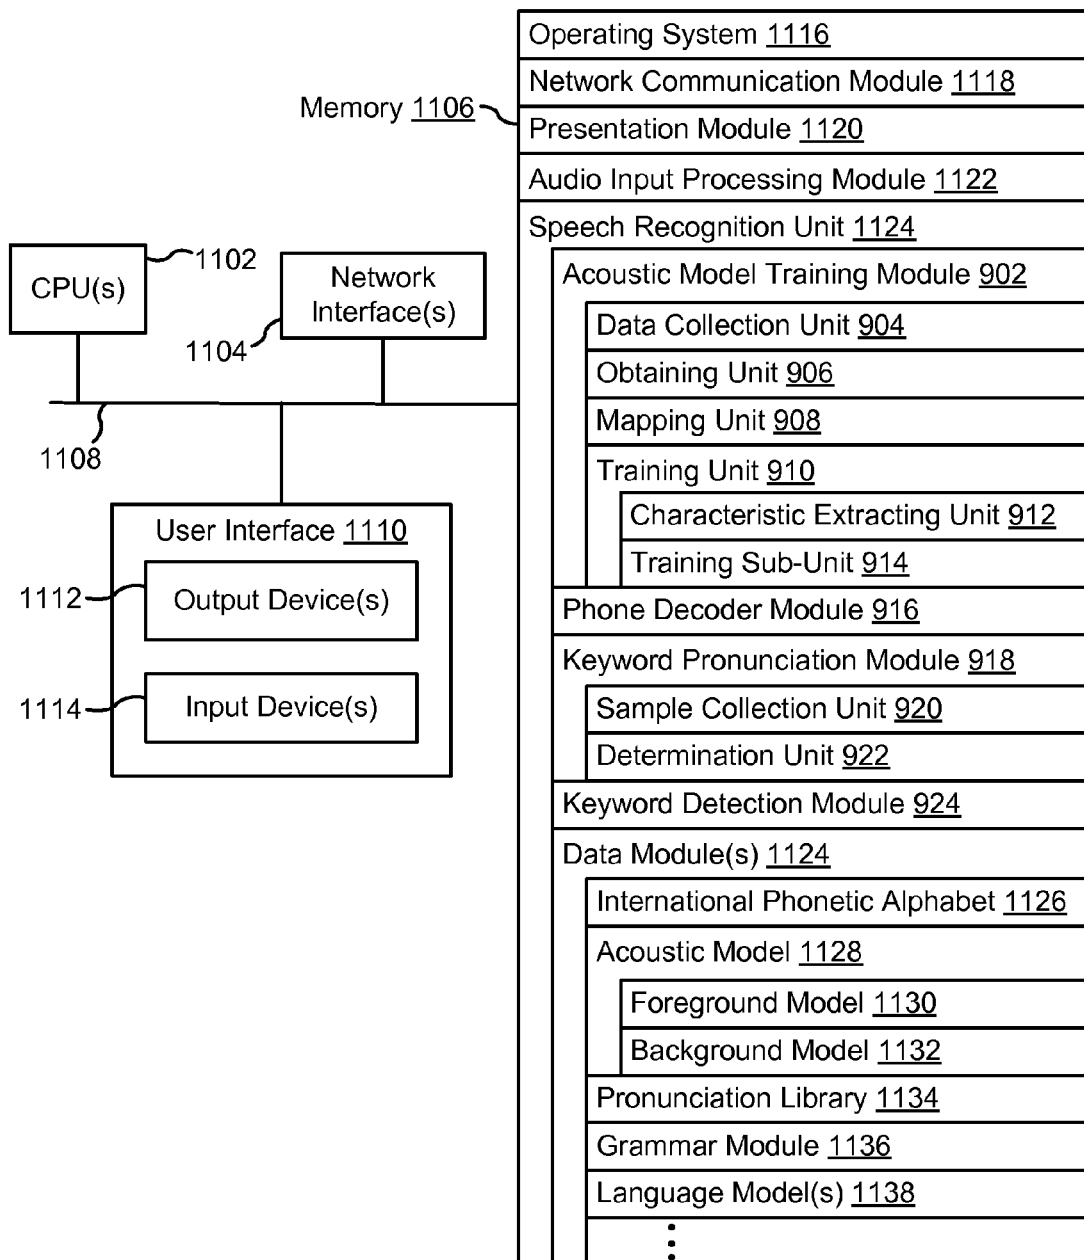 Operating System 1116
Network Communication Module 1118
Memory 1106
Presentation Module 1120
Audio Input Processing Module 1122
Speech Recognition Unit 1124
1102
CPU(s)
Network
Interface(s)
1104
1108
User Interface 1110
1112
Output Device(s)
1114
Input Device(s)
Acoustic Model Training Module 902
Data Collection Unit 904
Obtaining Unit 906
Mapping Unit 908
Training Unit 910
Characteristic Extracting Unit 912
Training Sub-Unit 914
Phone Decoder Module 916
Keyword Pronunciation Module 918
Sample Collection Unit 920
Determination Unit 922
Keyword Detection Module 924
Data Module(s) 1124
International Phonetic Alphabet 1126
Acoustic Model 1128
Foreground Model 1130
Background Model 1132
Pronunciation Library 1134
Grammar Module 1136
Language Model(s) 1138